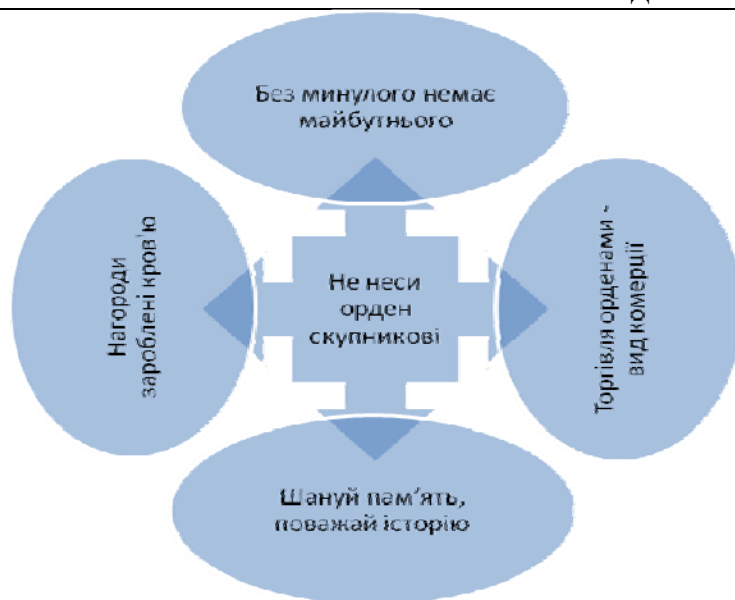 Без минулого немає
майбутнього
Нагороди
зароблені кров'ю
Не неси
орден
скупникові
Торгівля орденами -
вид комерції
Шануй пам'ять,
поважай історію